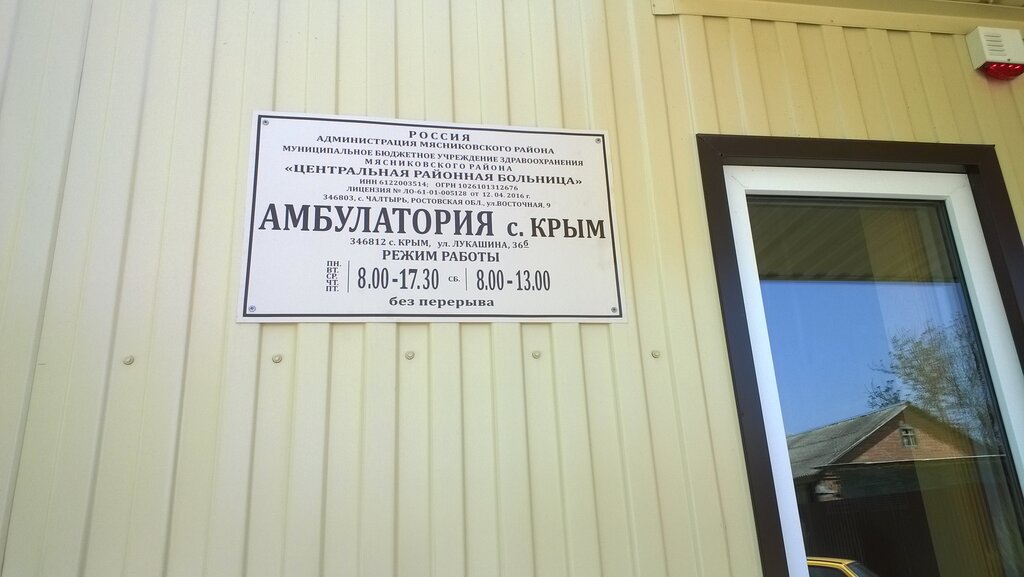 РОССИЯ
АДМИНИСТРАЦИЯ МЯСНИКОВСКОГО РАЙОНА
МУНИЦИПАЛЬНОЕ БЮДЖЕТНОЕ УЧРЕЖДЕНИЕ ЗДРАВООХРАНЕНИЯ
МЯСНИКОВСКОГО РАЙОНА
«ЦЕНТРАЛЬНАЯ РАЙОННАЯ БОЛЬНИЦА»
ИНН 6122003514; ОГРН 1026101312676
ЛИЦЕНЗИЯ № ЛО-61-01-005128 от 12. 04. 2016 г.
346803, с. ЧАЛТЫРЬ, РОСТОВСКАЯ ОБЛ., ул.ВОСТОЧНАЯ, 9
АМБУЛАТОРИЯ с. КРЫМ
346812 с. КРЫМ, ул. ЛУКАШИНА, 36б
РЕЖИМ РАБОТЫ
ПН.
ВТ.
СР.
ЧТ.
ПТ.
8.00-17.30 СБ. 8.00-13.00
без перерыва